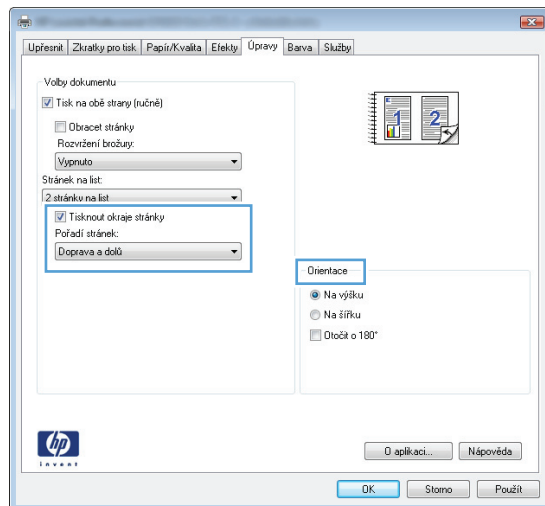 Upřesnit Zkratky pro tisk Papír/Kvalita Efekty Úpravy Barva Služby
Volby dokumentu
Tisk na obě strany (ručně)
Obracet stránky
Rozvržení brožury:
Vypnuto
Stránek na list:
2 stránky na list
Tisknout okraje stránky
Pořadí stránek:
Doprava a dolů
1 2
Orientace
Na výšku
Na šířku
Otočit o 180°
hp
invent
O aplikaci... Nápověda
OK Storno Použít